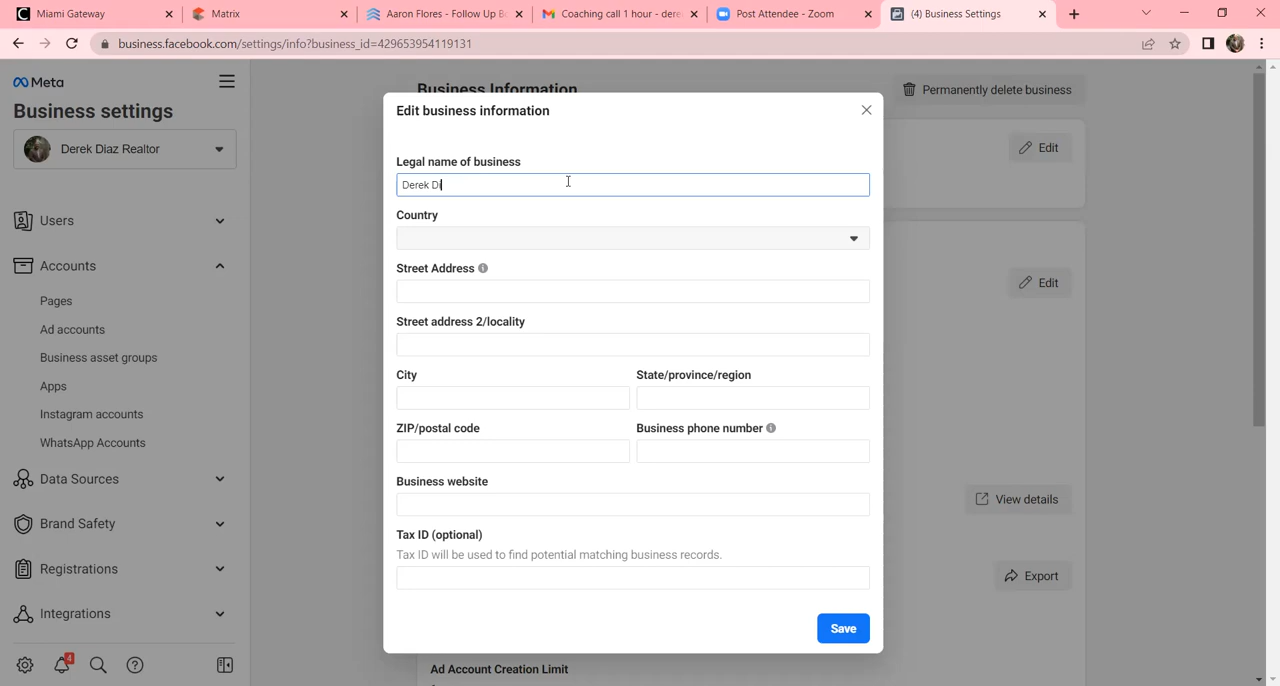 Miami Gateway
Matrix
Aaron Flores - Follow Up B
Coaching call 1 hour - dere
Post Attendee - Zoom
(4) Business Settings
business.facebook.com/settings/info?business_id=429653954119131
Meta
Business settings
Derek Diaz Realtor
Users
Accounts
Pages
Ad accounts
Business asset groups
Apps
Instagram accounts
WhatsApp Accounts
Data Sources
Brand Safety
Registrations
Integrations
4
Business Information
Permanently delete business
Edit
Edit
View details
Export
Ad Account Creation Limit
Edit business information
Legal name of business
Derek Di
Country
Street Address
Street address 2/locality
City State/province/region
ZIP/postal code Business phone number
Business website
Tax ID (optional)
Tax ID will be used to find potential matching business records.
Save